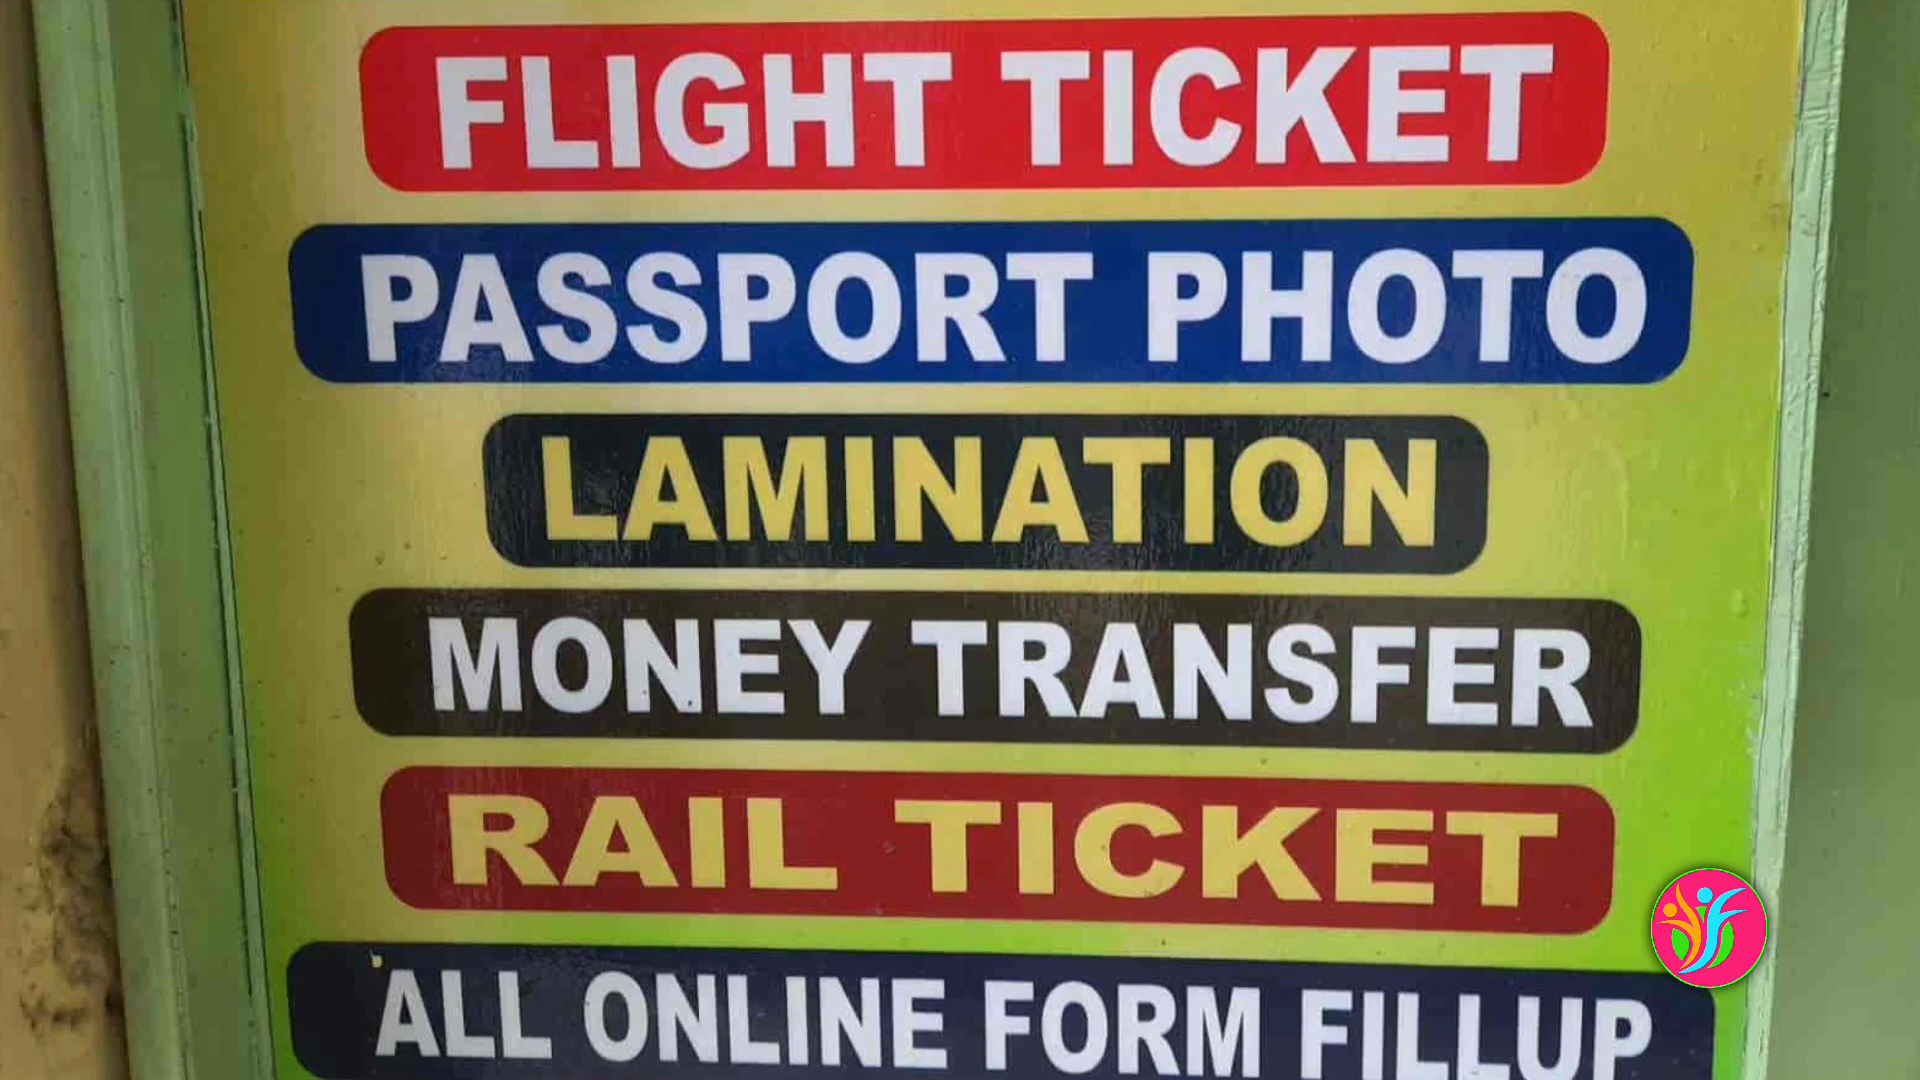 FLIGHT TICKET
PASSPORT PHOTO
LAMINATION
MONEY TRANSFER
RAIL TICKET
ALL ONLINE FORM FILLUP